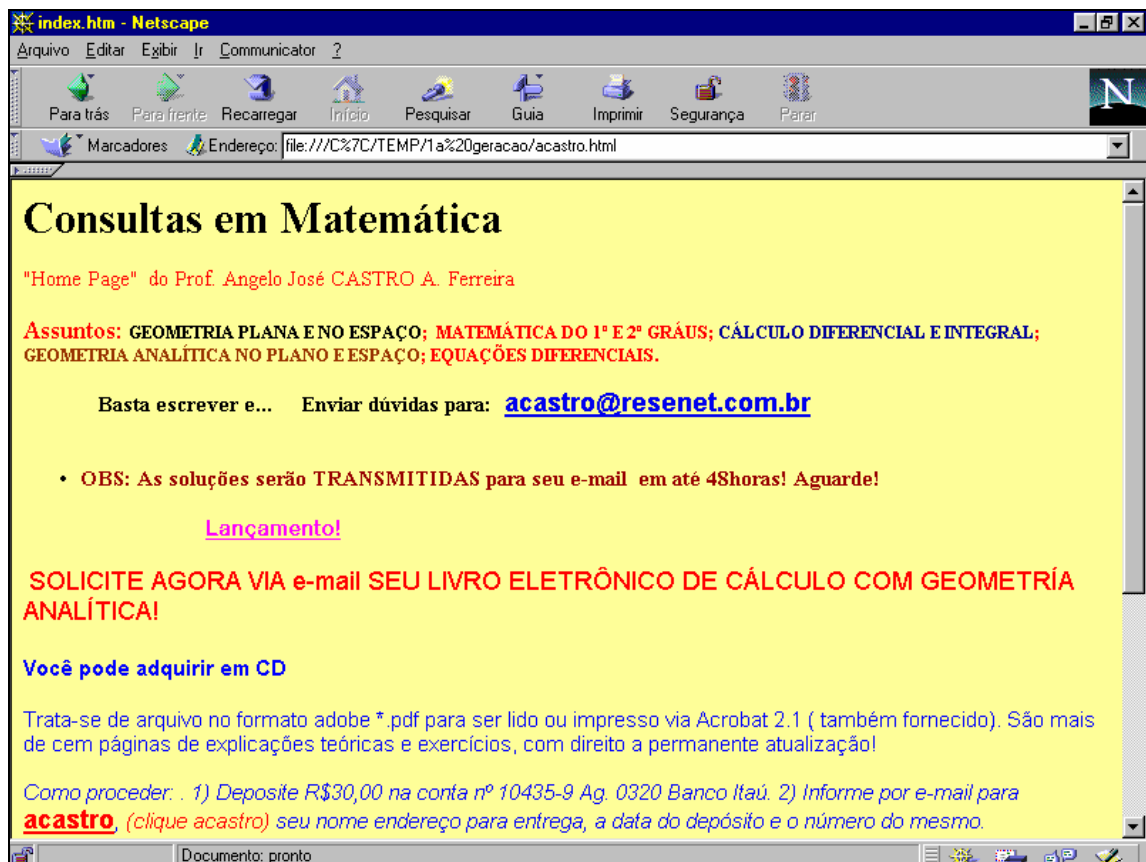 index.htm - Netscape
Arquivo Editar Exibir Ir Communicator ?
Para trás Para frente Recarregar Início Pesquisar Guia Imprimir Segurança Parar
N
Marcadores Endereço: file:///C%7C/TEMP/1a%20geracao/acastro.html
Consultas em Matemática
"Home Page" do Prof. Angelo José CASTRO A. Ferreira
Assuntos: GEOMETRIA PLANA E NO ESPAÇO; MATEMÁTICA DO 1º E 2º GRÁUS; CÁLCULO DIFERENCIAL E INTEGRAL;
GEOMETRIA ANALÍTICA NO PLANO E ESPAÇO; EQUAÇÕES DIFERENCIAIS.
Basta escrever e... Enviar dúvidas para: acastro@resenet.com.br
• OBS: As soluções serão TRANSMITIDAS para seu e-mail em até 48horas! Aguarde!
Lançamento!
SOLICITE AGORA VIA e-mail SEU LIVRO ELETRÔNICO DE CÁLCULO COM GEOMETRÍA
ANALÍTICA!
Você pode adquirir em CD
Trata-se de arquivo no formato adobe *.pdf para ser lido ou impresso via Acrobat 2.1 ( também fornecido). São mais
de cem páginas de explicações teóricas e exercícios, com direito a permanente atualização!
Como proceder: . 1) Deposite R$30,00 na conta nº 10435-9 Ag. 0320 Banco Itaú. 2) Informe por e-mail para
acastro, (clique acastro) seu nome endereço para entrega, a data do depósito e o número do mesmo.
Documento: pronto